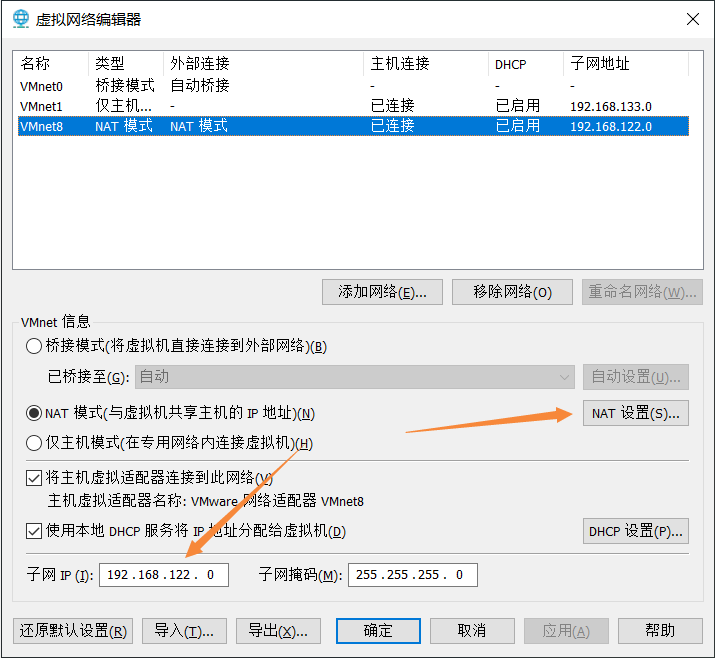 虚拟网络编辑器
名称 类型 外部连接 主机连接 DHCP 子网地址
VMnet0 桥接模式 自动桥接 - - -
VMnet1 仅主机... - 已连接 已启用 192.168.133.0
VMnet8 NAT 模式 NAT 模式 已连接 已启用 192.168.122.0
添加网络(E)... 移除网络(O) 重命名网络(W)...
VMnet 信息
桥接模式(将虚拟机直接连接到外部网络)(B)
已桥接至(G): 自动 自动设置(U)...
NAT 模式(与虚拟机共享主机的 IP 地址)(N) NAT 设置(S)...
仅主机模式(在专用网络内连接虚拟机)(H)
将主机虚拟适配器连接到此网络(V)
主机虚拟适配器名称: VMware 网络适配器 VMnet8
使用本地 DHCP 服务将 IP 地址分配给虚拟机(D) DHCP 设置(P)...
子网 IP (I): 192.168.122. 0 子网掩码(M): 255.255.255. 0
还原默认设置(R) 导入(T)... 导出(X)... 确定 取消 应用(A) 帮助